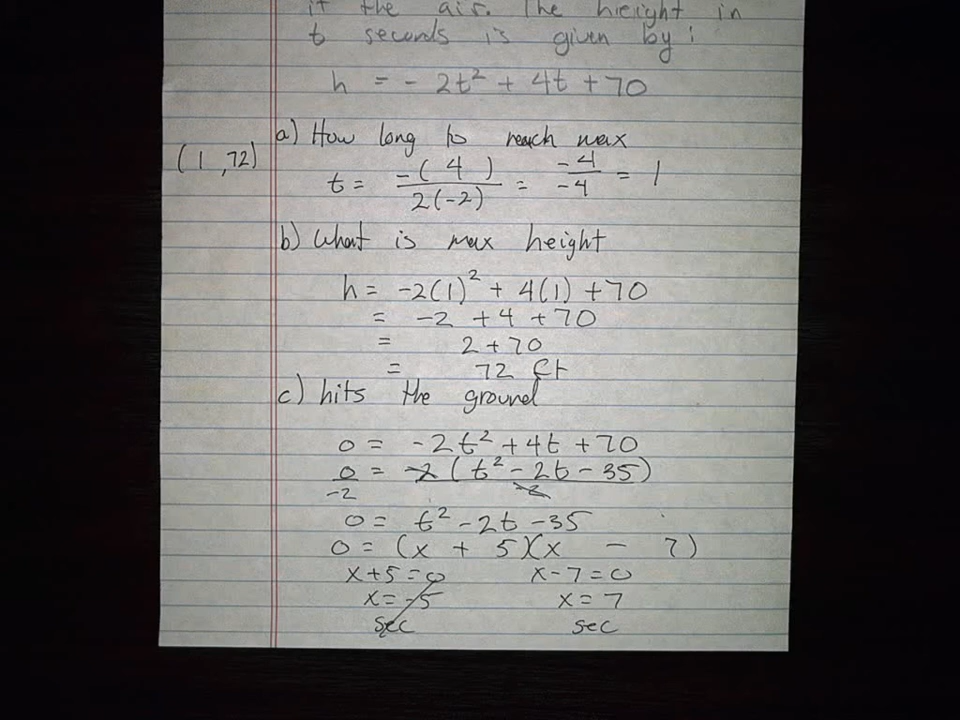 it the air. The hieight in
t seconds is given by:
h = - 2t² + 4t + 70
a) How long to reach max
(1, 72)
t = -(4) / 2(-2) = -4 / -4 = 1
b) What is max height
h = -2(1)² + 4(1) + 70
= -2 + 4 + 70
= 2 + 70
= 72 ft
c) hits the ground
0 = -2t² + 4t + 70
0 = -2(t² - 2t - 35)
-2 -2
0 = t² - 2t - 35
0 = (x + 5)(x - 7)
x + 5 = 0 x - 7 = 0
x = -5 x = 7
sec sec